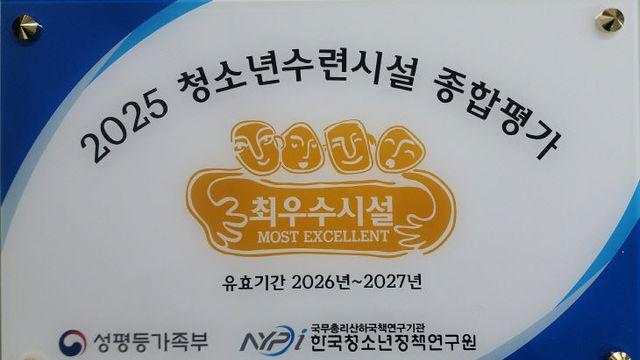 2025 청소년수련시설 종합평가
최우수시설
MOST EXCELLENT
유효기간 2026년~2027년
성평등가족부
NYPi
국무총리산하국책연구기관
한국청소년정책연구원